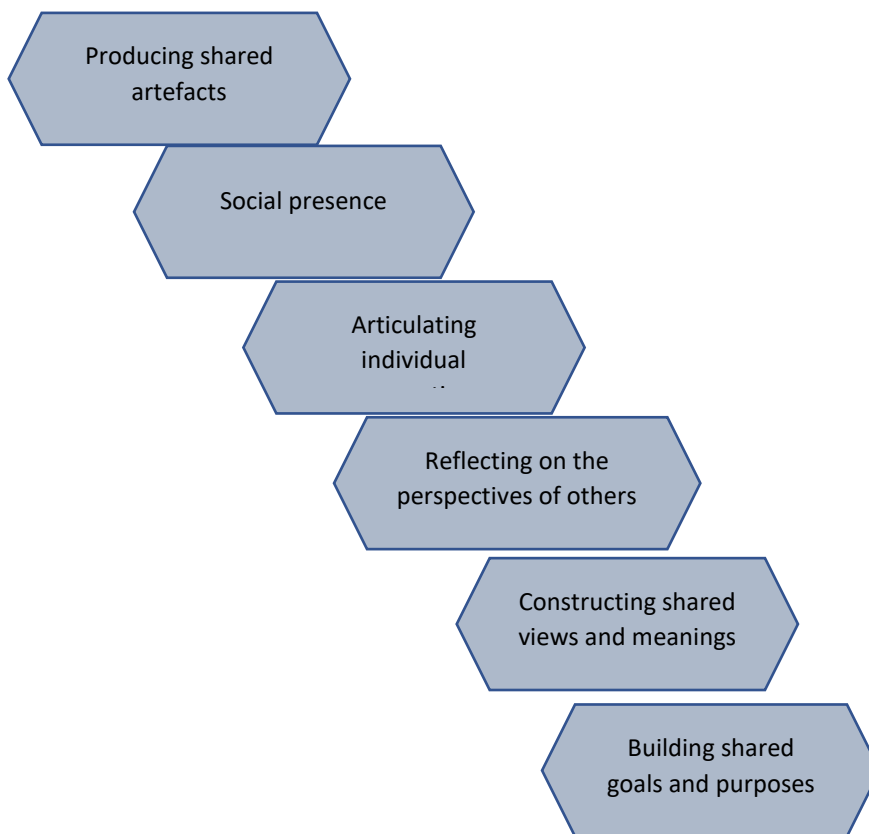 Producing shared
artefacts
Social presence
Articulating
individual
Reflecting on the
perspectives of others
Constructing shared
views and meanings
Building shared
goals and purposes